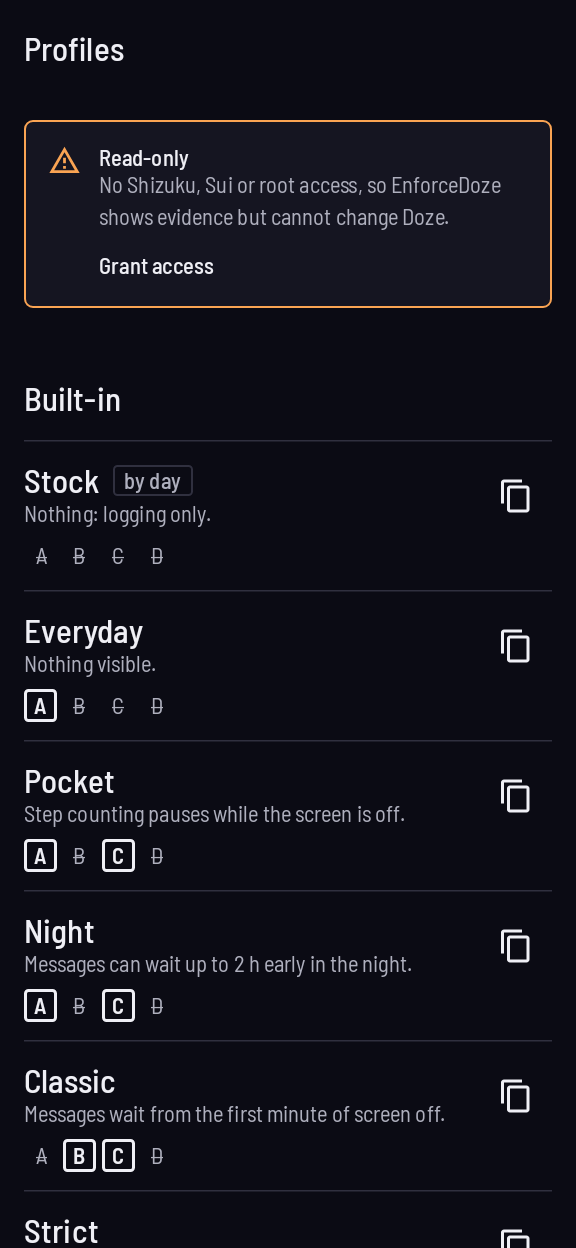 Profiles
Read-only
No Shizuku, Sui or root access, so EnforceDoze
shows evidence but cannot change Doze.
Grant access
Built-in
Stock by day
Nothing: logging only.
A B C D
Everyday
Nothing visible.
A B C D
Pocket
Step counting pauses while the screen is off.
A B C D
Night
Messages can wait up to 2 h early in the night.
A B C D
Classic
Messages wait from the first minute of screen off.
A B C D
Strict